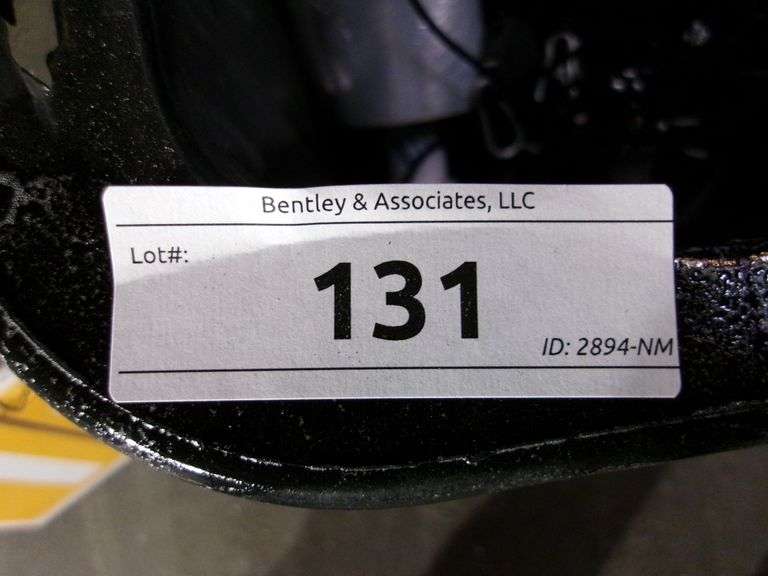 Bentley & Associates, LLC
Lot#:
131
ID: 2894-NM